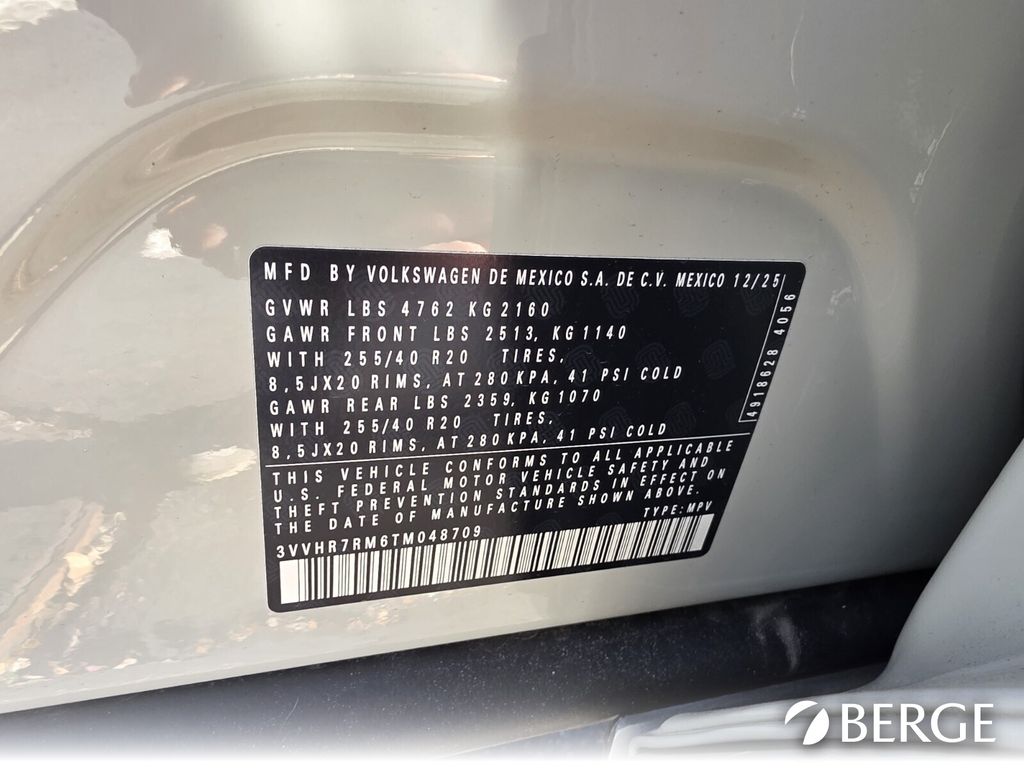 MFD BY VOLKSWAGEN DE MEXICO S.A. DE C.V. MEXICO 12/25
GVWR LBS 4762 KG 2160
GAWR FRONT LBS 2513, KG 1140
WITH 255/40 R20 TIRES,
8,5JX20 RIMS, AT 280 KPA, 41 PSI COLD
GAWR REAR LBS 2359, KG 1070
WITH 255/40 R20 TIRES,
8,5JX20 RIMS, AT 280 KPA, 41 PSI COLD
4918628 4056
THIS VEHICLE CONFORMS TO ALL APPLICABLE
U.S. FEDERAL MOTOR VEHICLE SAFETY AND
THEFT PREVENTION STANDARDS IN EFFECT ON
THE DATE OF MANUFACTURE SHOWN ABOVE.
3VVHR7RM6TM048709 TYPE: MPV
BERGE